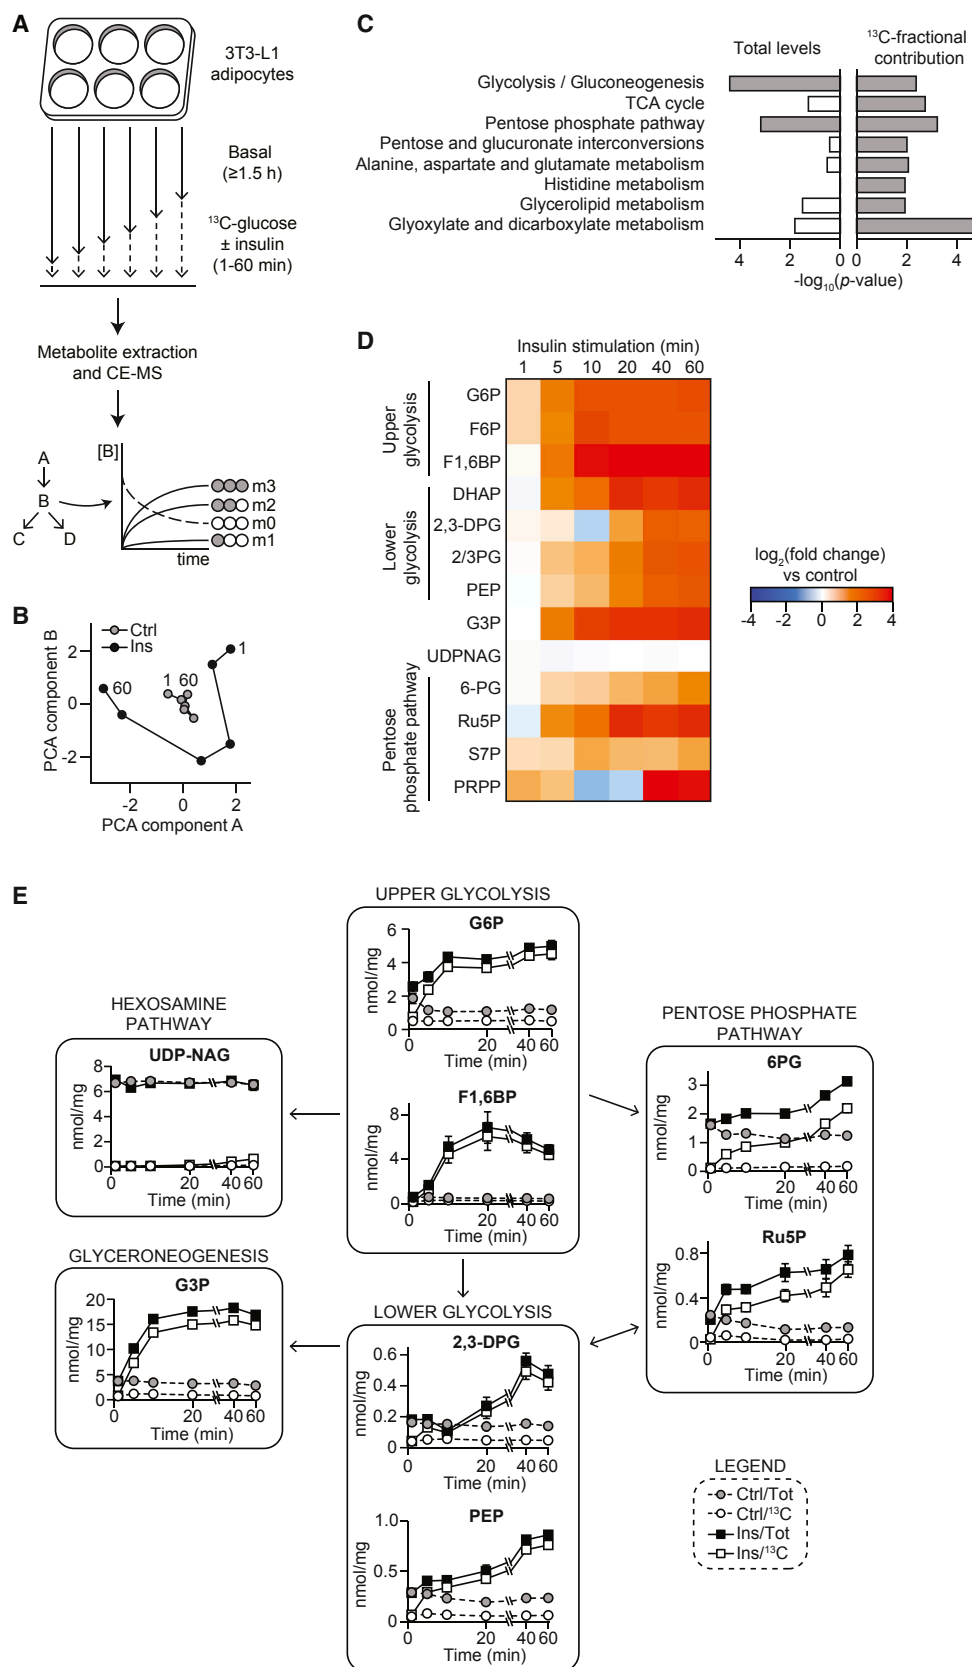 A
3T3-L1
adipocytes
Basal
(≥1.5 h)
¹³C-glucose
± insulin
(1-60 min)
Metabolite extraction
and CE-MS
A
B
C D
[B]
time
m3
m2
m0
m1
B
Ctrl
Ins
PCA component B
2
0
-2
1
1 60
60
-2 0 2
PCA component A
C
Total levels
¹³C-fractional
contribution
Glycolysis / Gluconeogenesis
TCA cycle
Pentose phosphate pathway
Pentose and glucuronate interconversions
Alanine, aspartate and glutamate metabolism
Histidine metabolism
Glycerolipid metabolism
Glyoxylate and dicarboxylate metabolism
4 2 0 0 2 4
-log₁₀(p-value)
D
Insulin stimulation (min)
1 5 10 20 40 60
Upper
glycolysis
G6P
F6P
F1,6BP
Lower
glycolysis
DHAP
2,3-DPG
2/3PG
PEP
G3P
UDPNAG
Pentose
phosphate pathway
6-PG
Ru5P
S7P
PRPP
log₂(fold change)
vs control
-4 -2 0 2 4
E
UPPER GLYCOLYSIS
G6P
nmol/mg
6
4
2
0
0 20 40 60
Time (min)
F1,6BP
nmol/mg
8
4
0
0 20 40 60
Time (min)
HEXOSAMINE
PATHWAY
UDP-NAG
nmol/mg
8
6
4
2
0
0 20 40 60
Time (min)
GLYCERONEOGENESIS
G3P
nmol/mg
20
15
10
5
0
0 20 40 60
Time (min)
LOWER GLYCOLYSIS
2,3-DPG
nmol/mg
0.6
0.4
0.2
0
0 20 40 60
Time (min)
PEP
nmol/mg
1.0
0.5
0
0 20 40 60
Time (min)
PENTOSE PHOSPHATE
PATHWAY
6PG
nmol/mg
3
2
1
0
0 20 40 60
Time (min)
Ru5P
nmol/mg
0.8
0.4
0
0 20 40 60
Time (min)
LEGEND
Ctrl/Tot
Ctrl/¹³C
Ins/Tot
Ins/¹³C